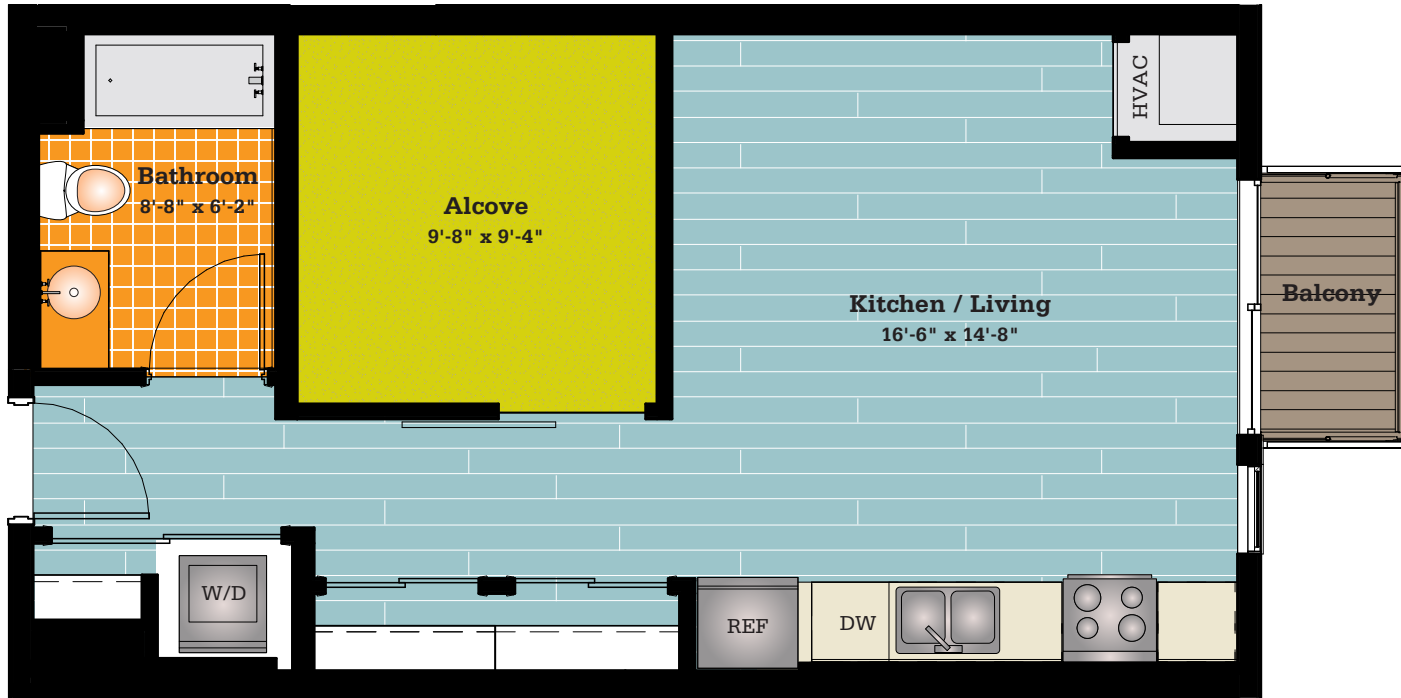 HVAC
Bathroom
8'-8" x 6'-2"
Alcove
9'-8" x 9'-4"
Kitchen / Living
16'-6" x 14'-8"
Balcony
W/D
REF
DW